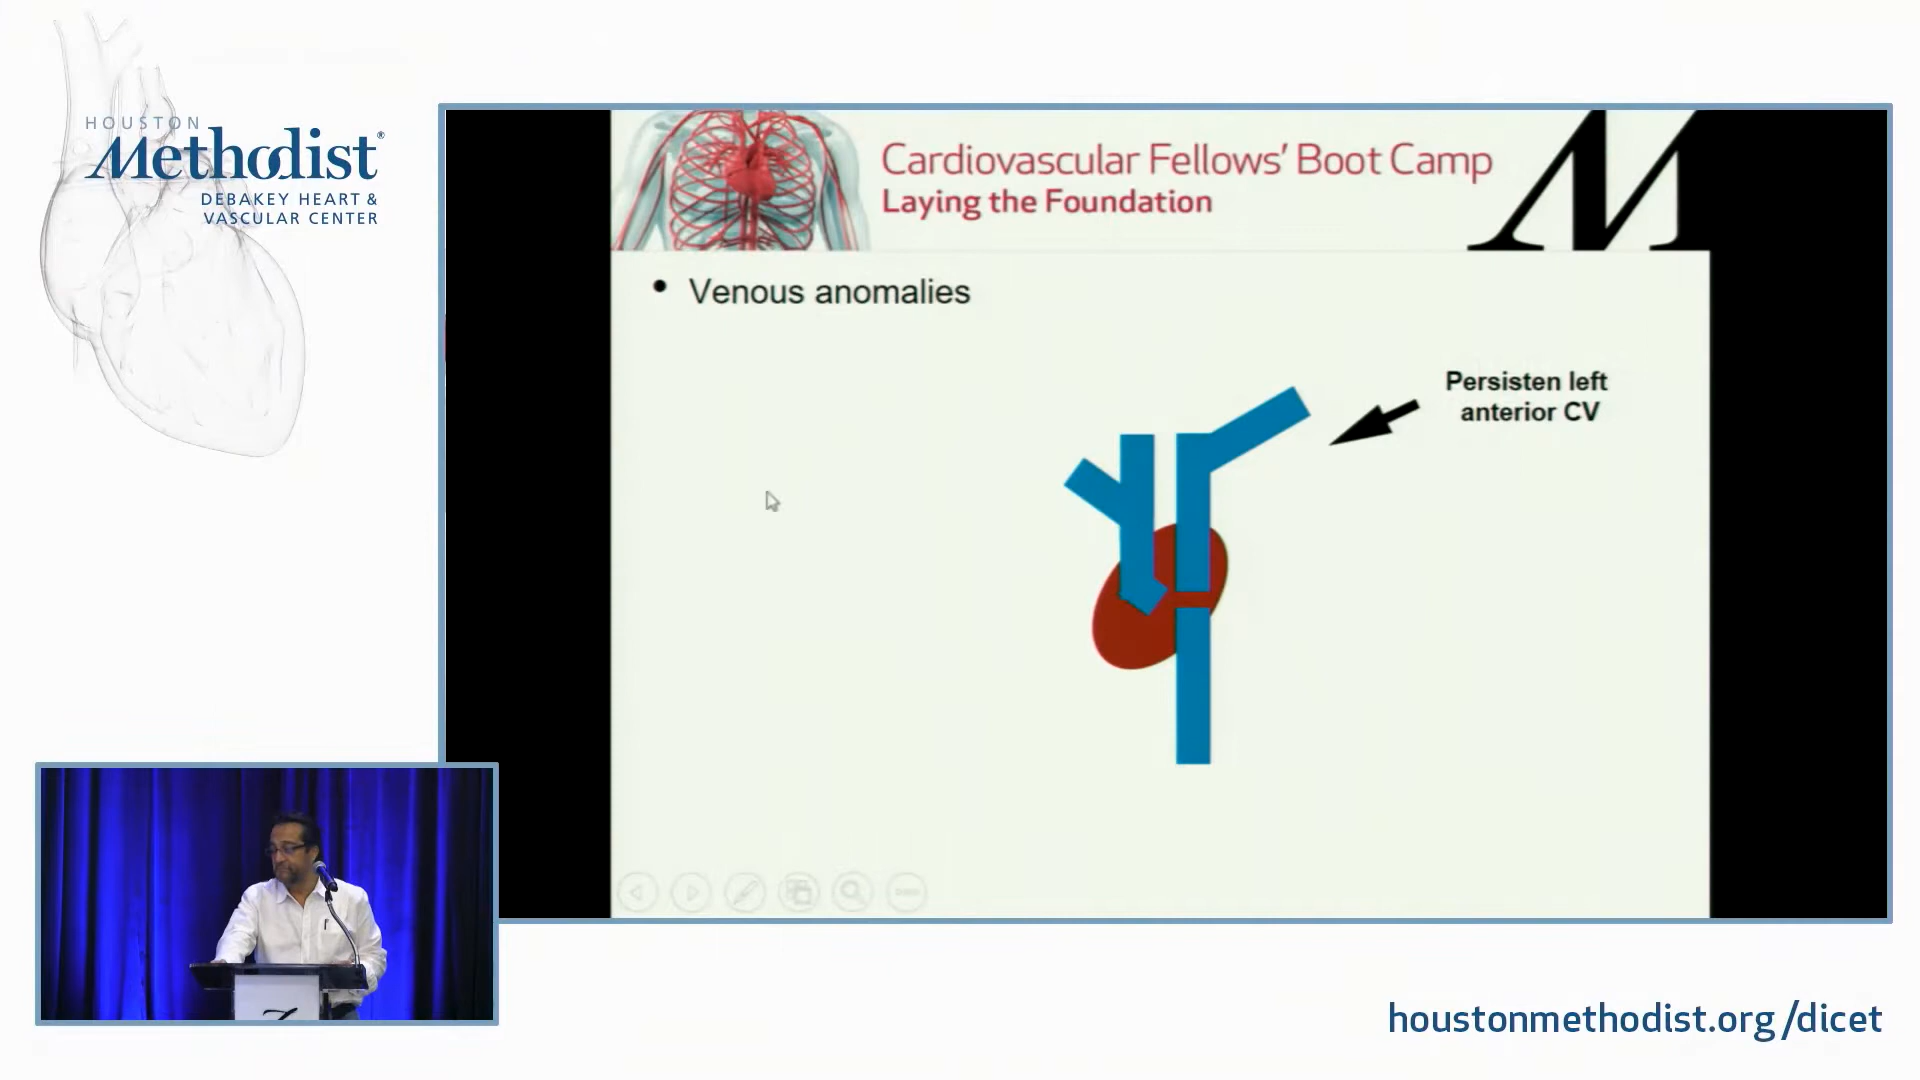 HOUSTON
Methodist®
DEBAKEY HEART &
VASCULAR CENTER
Cardiovascular Fellows' Boot Camp
Laying the Foundation
M
• Venous anomalies
Persisten left
anterior CV
houstonmethodist.org/dicet